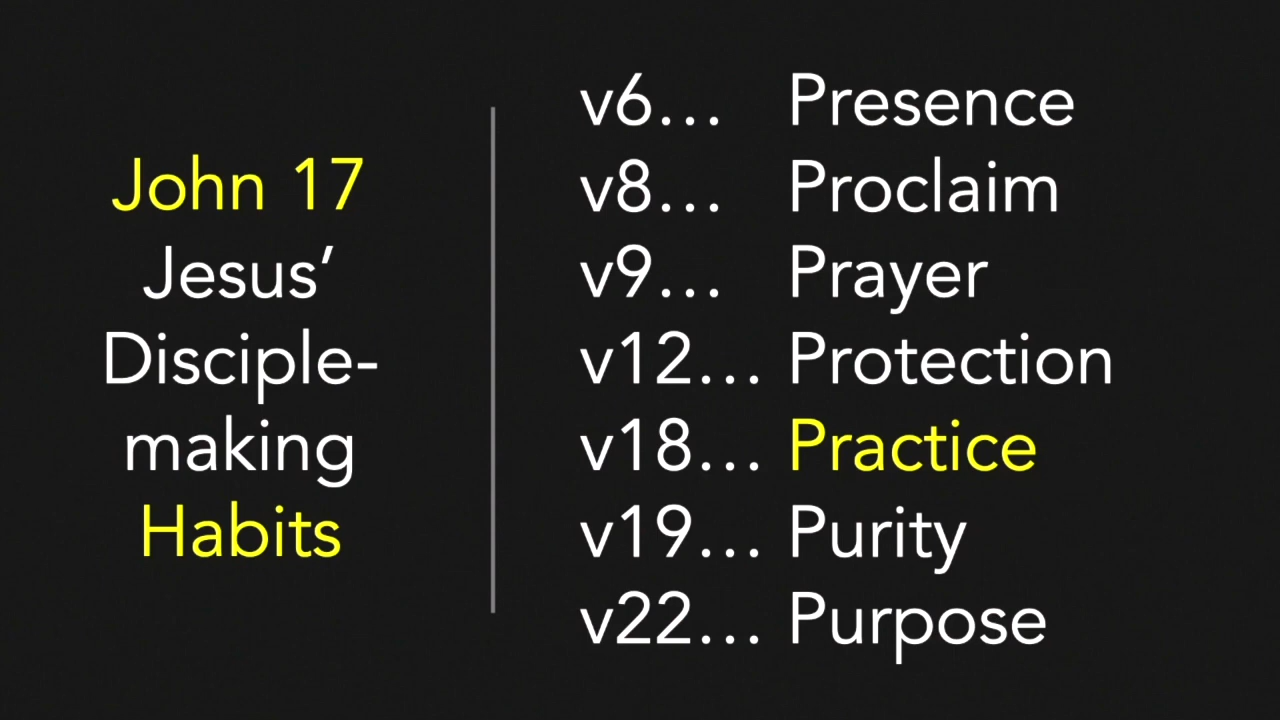 John 17
Jesus’
Disciple-
making
Habits
v6… Presence
v8… Proclaim
v9… Prayer
v12… Protection
v18… Practice
v19… Purity
v22… Purpose